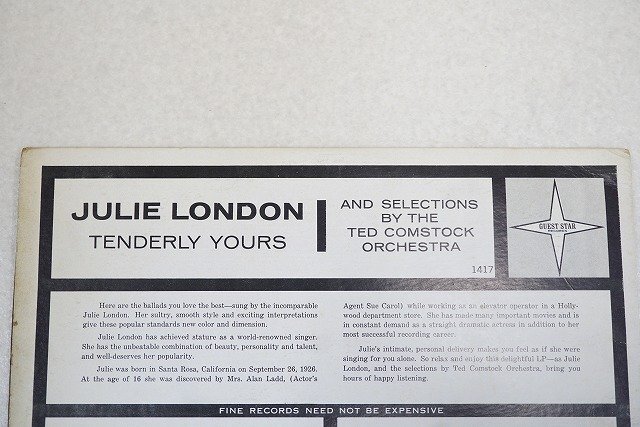 JULIE LONDON
TENDERLY YOURS
AND SELECTIONS
BY THE
TED COMSTOCK
ORCHESTRA
1417
GUEST STAR
Here are the ballads you love the best—sung by the incomparable
Julie London. Her sultry, smooth style and exciting interpretations
give these popular standards new color and dimension.
Julie London has achieved stature as a world-renowned singer.
She has the unbeatable combination of beauty, personality and talent,
and well-deserves her popularity.
Julie was born in Santa Rosa, California on September 26, 1926.
At the age of 16 she was discovered by Mrs. Alan Ladd, (Actor's
Agent Sue Carol) while working as an elevator operator in a Holly-
wood department store. She has made many important movies and is
in constant demand as a straight dramatic actress in addition to her
most successful recording career.
Julie's intimate, personal delivery makes you feel as if she were
singing for you alone. So relax and enjoy this delightful LP—as Julie
London, and the selections by Ted Comstock Orchestra, bring you
hours of happy listening.
FINE RECORDS NEED NOT BE EXPENSIVE